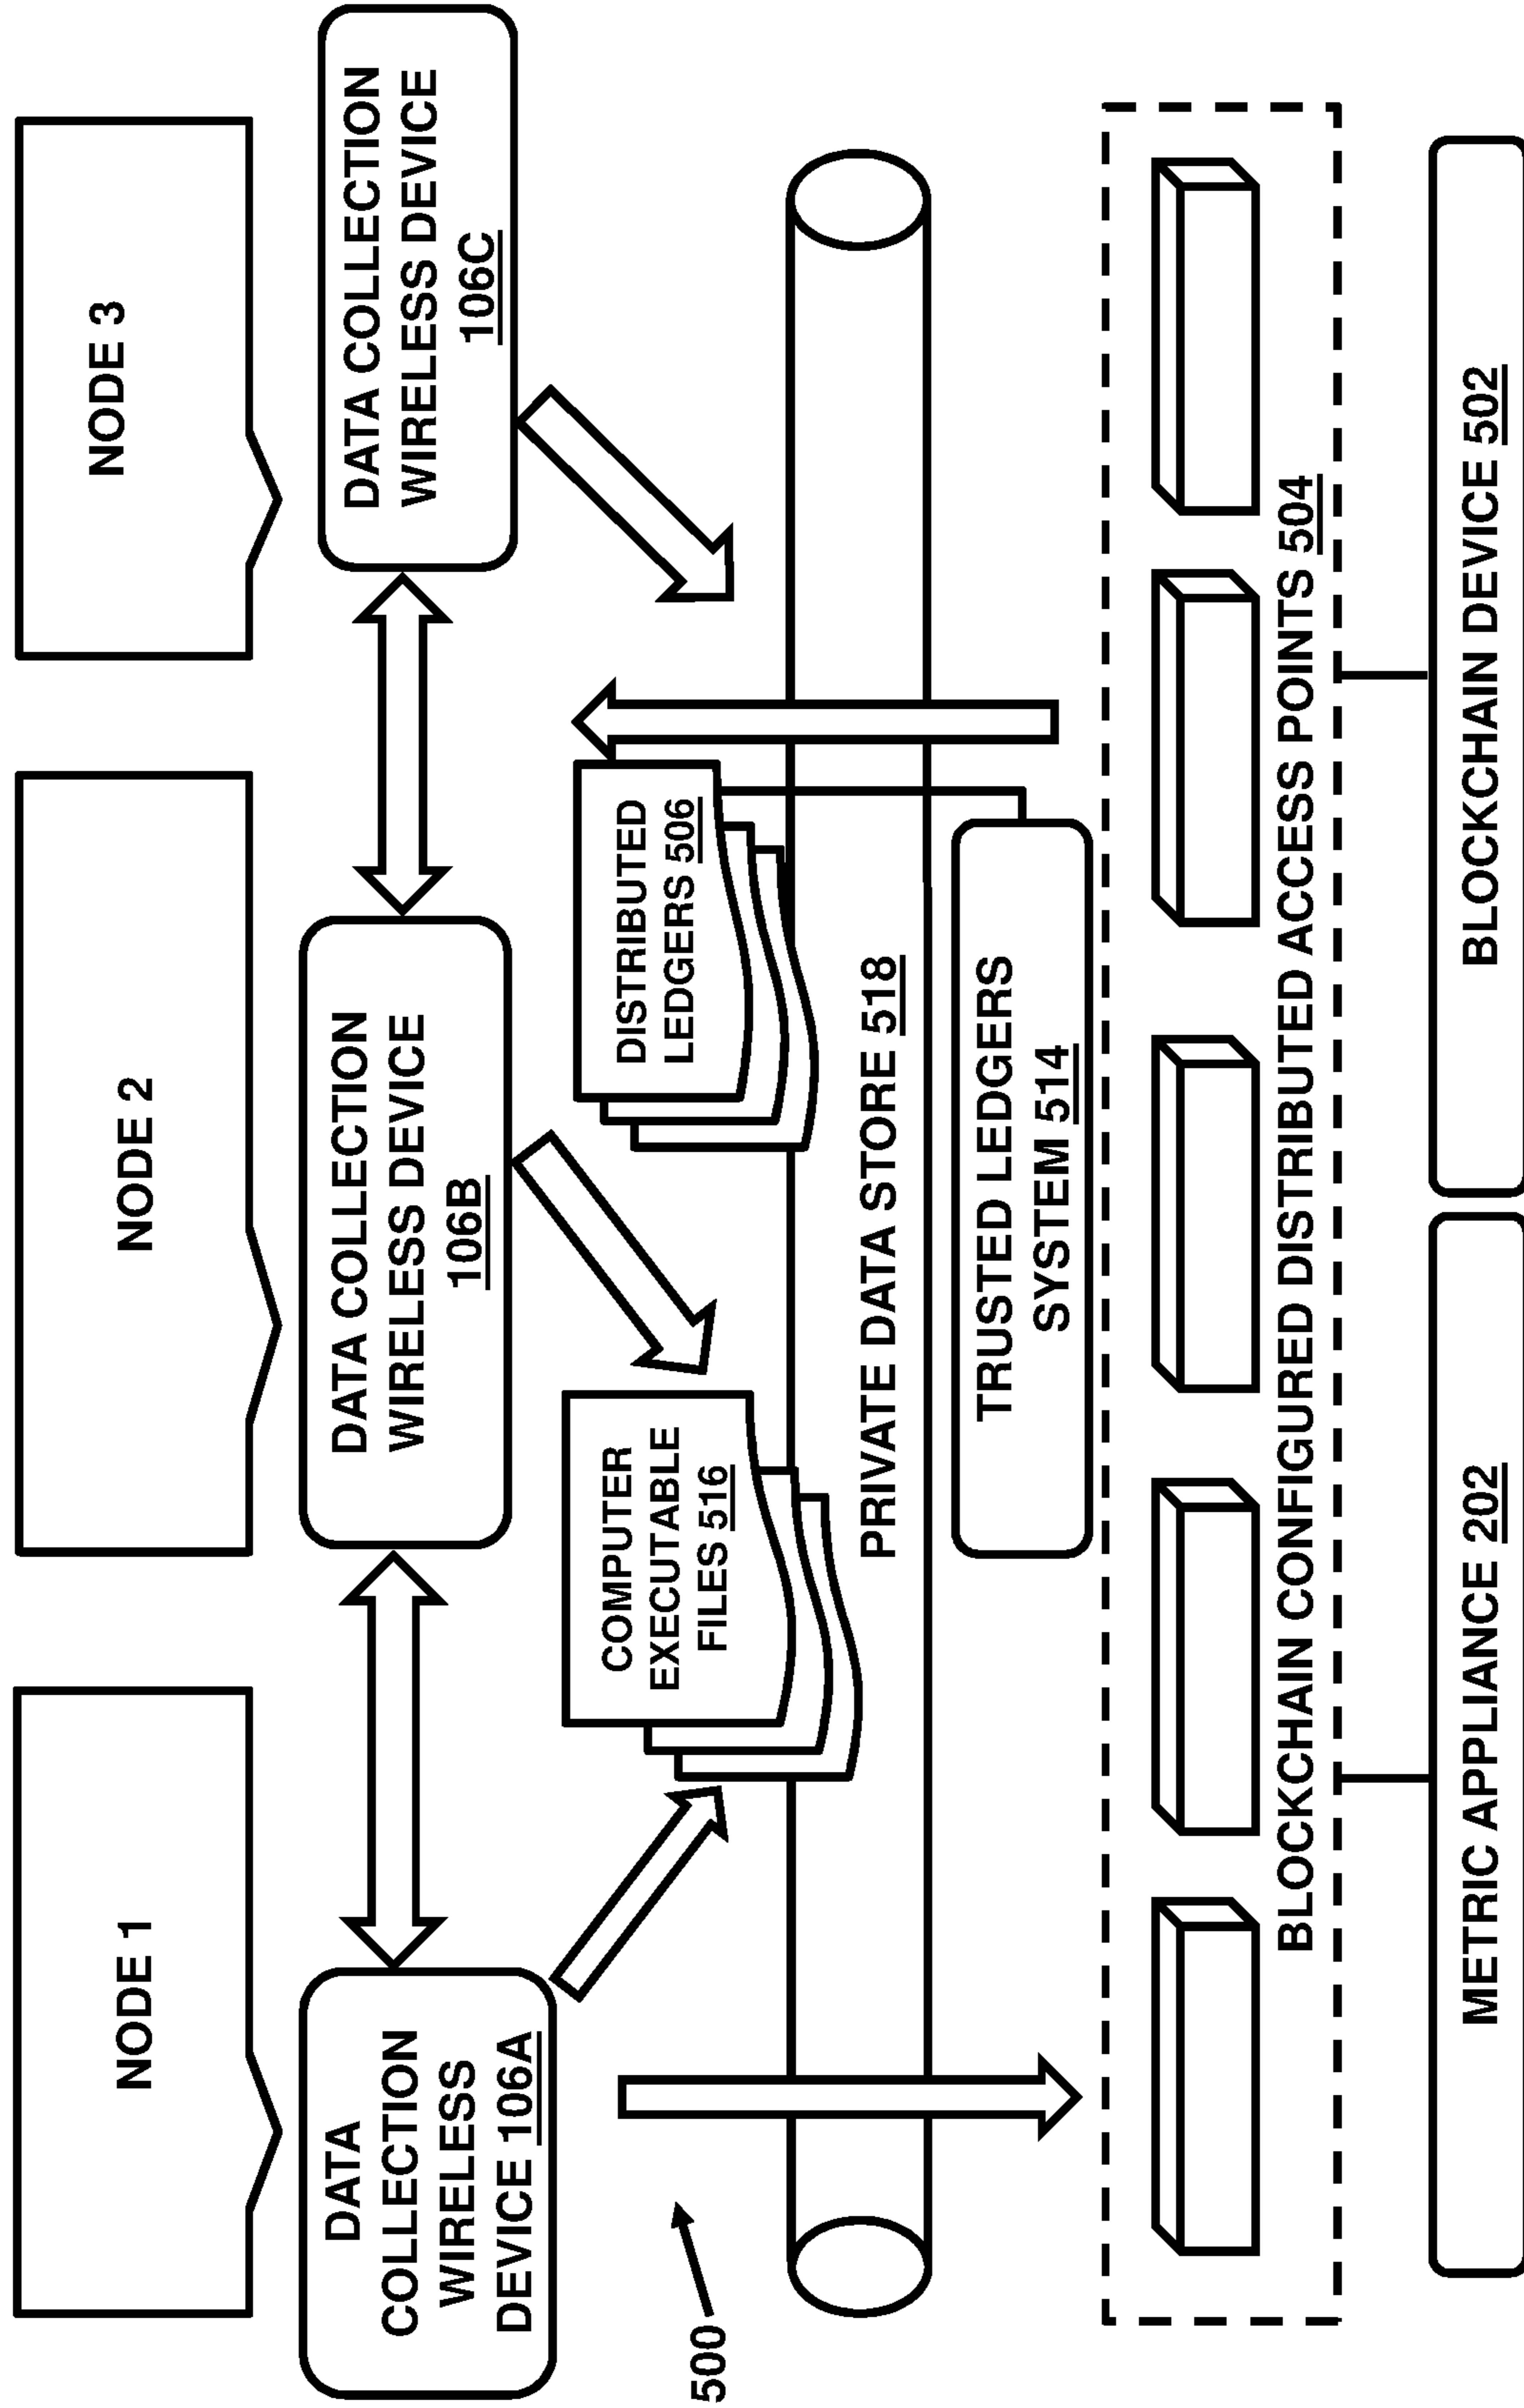 NODE 1
NODE 2
NODE 3
DATA
COLLECTION
WIRELESS
DEVICE 106A
DATA COLLECTION
WIRELESS DEVICE
106B
DATA COLLECTION
WIRELESS DEVICE
106C
500
COMPUTER
EXECUTABLE
FILES 516
DISTRIBUTED
LEDGERS 506
PRIVATE DATA STORE 518
TRUSTED LEDGERS
SYSTEM 514
BLOCKCHAIN CONFIGURED DISTRIBUTED ACCESS POINTS 504
METRIC APPLIANCE 202
BLOCKCHAIN DEVICE 502